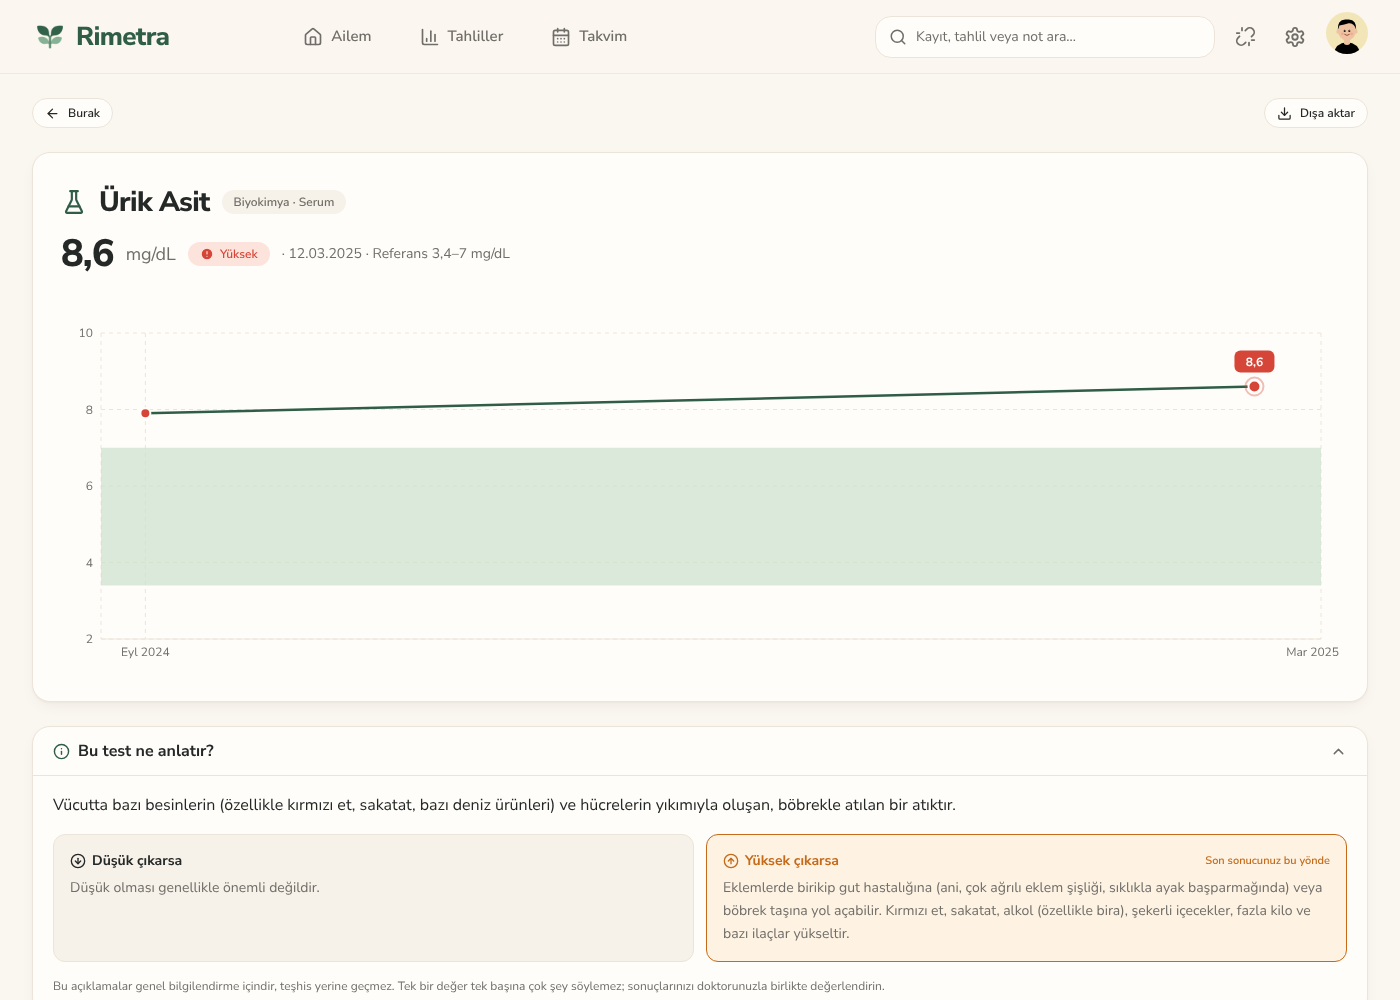 Rimetra
Ailem
Tahliller
Takvim
Kayıt, tahlil veya not ara...
Burak
Dışa aktar
Ürik Asit
Biyokimya · Serum
8,6 mg/dL
Yüksek
· 12.03.2025 · Referans 3,4–7 mg/dL
10
8,6
8
6
4
2
Eyl 2024
Mar 2025
Bu test ne anlatır?
Vücutta bazı besinlerin (özellikle kırmızı et, sakatat, bazı deniz ürünleri) ve hücrelerin yıkımıyla oluşan, böbrekle atılan bir atıktır.
Düşük çıkarsa
Düşük olması genellikle önemli değildir.
Yüksek çıkarsa
Son sonucunuz bu yönde
Eklemlerde birikip gut hastalığına (ani, çok ağrılı eklem şişliği, sıklıkla ayak başparmağında) veya
böbrek taşına yol açabilir. Kırmızı et, sakatat, alkol (özellikle bira), şekerli içecekler, fazla kilo ve
bazı ilaçlar yükseltir.
Bu açıklamalar genel bilgilendirme içindir, teşhis yerine geçmez. Tek bir değer tek başına çok şey söylemez; sonuçlarınızı doktorunuzla birlikte değerlendirin.